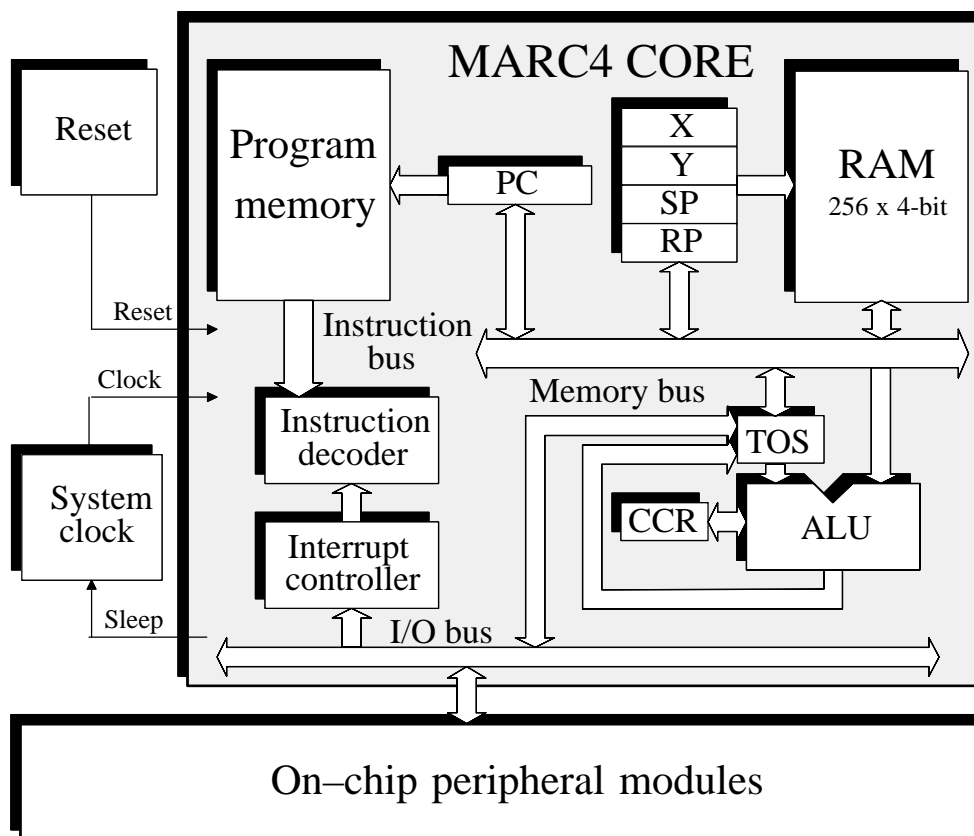 MARC4 CORE
Reset
Program
memory
PC
X
Y
SP
RP
RAM
256 x 4-bit
Reset
Instruction
bus
Clock
Memory bus
Instruction
decoder
TOS
System
clock
CCR
ALU
Interrupt
controller
Sleep
I/O bus
On–chip peripheral modules